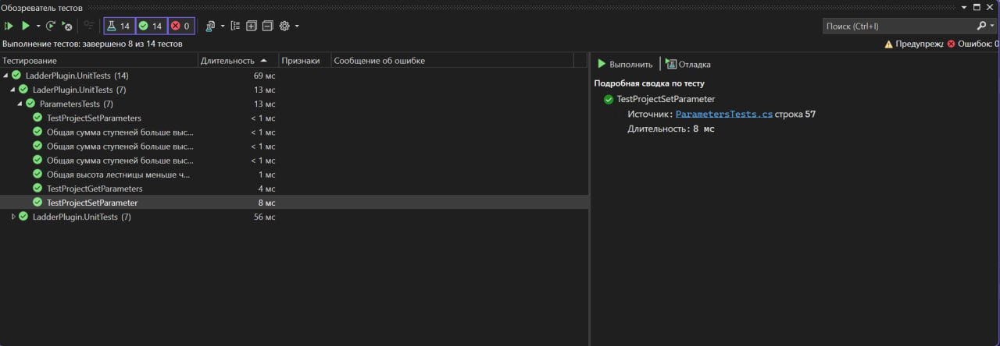 Обозреватель тестов
14 14 0
Поиск (Ctrl+I)
Выполнение тестов: завершено 8 из 14 тестов
Предупреж Ошибок: 0
Тестирование Длительность Признаки Сообщение об ошибке
LadderPlugin.UnitTests (14) 69 мс
LaderPlugin.UnitTests (7) 13 мс
ParametersTests (7) 13 мс
TestProjectSetParameters < 1 мс
Общая сумма ступеней больше выс... < 1 мс
Общая сумма ступеней больше выс... < 1 мс
Общая сумма ступеней больше выс... < 1 мс
Общая высота лестницы меньше ч... 1 мс
TestProjectGetParameters 4 мс
TestProjectSetParameter 8 мс
LadderPlugin.UnitTests (7) 56 мс
Выполнить Отладка
Подробная сводка по тесту
TestProjectSetParameter
Источник: ParametersTests.cs строка 57
Длительность: 8 мс